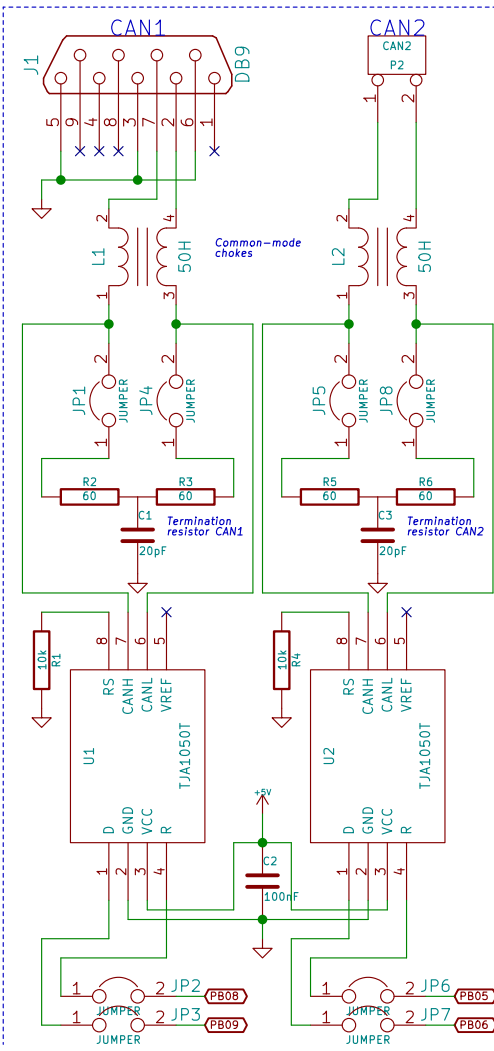 CAN1
CAN2
J1
DB9
CAN2
P2
5 9 4 8 3 7 2 6 1
1 2
2 4
2 4
L1
50H
Common-mode
chokes
L2
50H
1 3
1 3
2 2
2 2
JP1
JUMPER
JP4
JUMPER
JP5
JUMPER
JP8
JUMPER
1 1
1 1
R2
60
R3
60
R5
60
R6
60
C1
20pF
Termination
resistor CAN1
C3
20pF
Termination
resistor CAN2
10k
R1
8 7 6 5
10k
R4
8 7 6 5
RS CANH CANL VREF
RS CANH CANL VREF
U1
TJA1050T
U2
TJA1050T
+5V
D GND VCC R
D GND VCC R
C2
100nF
1 2 3 4
1 2 3 4
1 2 JP2
JUMPER
PB08
1 2 JP3
JUMPER
PB09
1 2 JP6
JUMPER
PB05
1 2 JP7
JUMPER
PB06